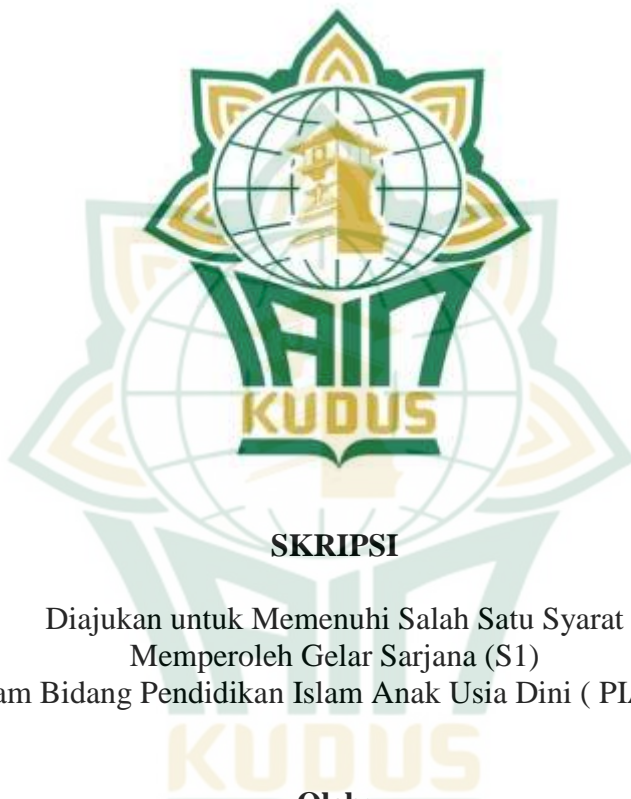 IAIN
KUDUS
SKRIPSI
Diajukan untuk Memenuhi Salah Satu Syarat
Memperoleh Gelar Sarjana (S1)
Bidang Pendidikan Islam Anak Usia Dini (
KUDUS